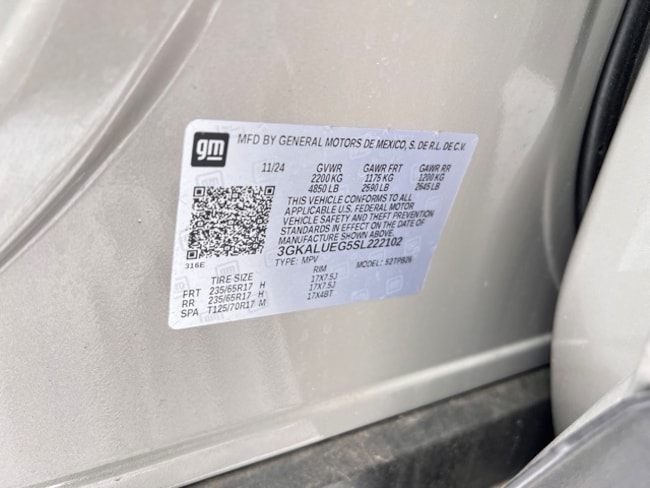 gm
MFD BY GENERAL MOTORS DE MEXICO, S. DE R.L. DE C.V.
11/24 GVWR GAWR FRT GAWR RR
2200 KG 1175 KG 1200 KG
4850 LB 2590 LB 2645 LB
THIS VEHICLE CONFORMS TO ALL
APPLICABLE U.S. FEDERAL MOTOR
VEHICLE SAFETY AND THEFT PREVENTION
STANDARDS IN EFFECT ON THE DATE OF
MANUFACTURE SHOWN ABOVE.
3GKALUEG5SL222102
316E TYPE: MPV MODEL:
TIRE SIZE RIM
FRT 235/65R17 H 17X7.5J
RR 235/65R17 H 17X7.5J
SPA T125/70R17 M 17X4BT